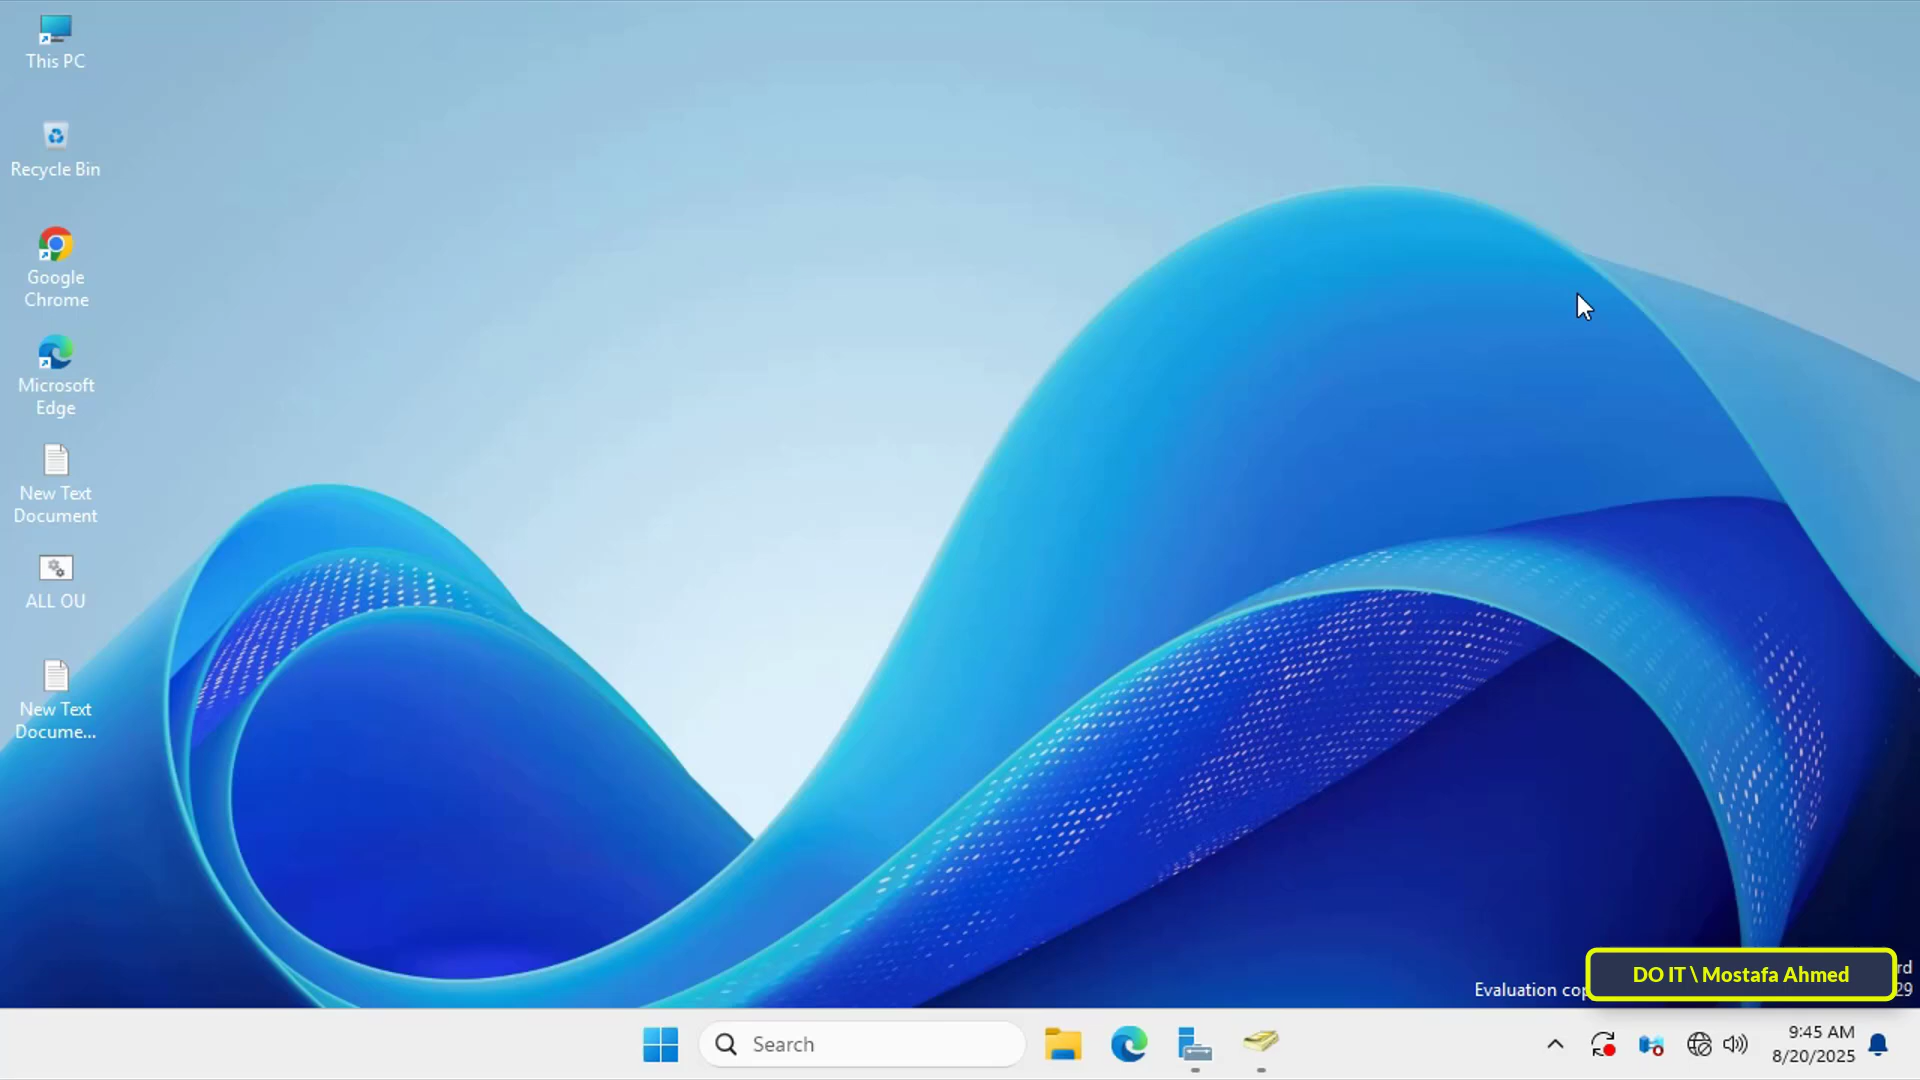 This PC
Recycle Bin
Google
Chrome
Microsoft
Edge
New Text
Document
ALL OU
New Text
Docume...
Evaluation
DO IT \ Mostafa Ahmed
Search
9:45 AM
8/20/2025